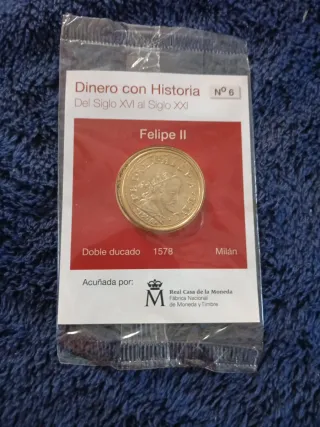 Dinero con Historia
Nº 6
Del Siglo XVI al Siglo XXI
Felipe II
Doble ducado 1578 Milán
Acuñada por:
M
Real Casa de la Moneda
Fábrica Nacional
de Moneda y Timbre